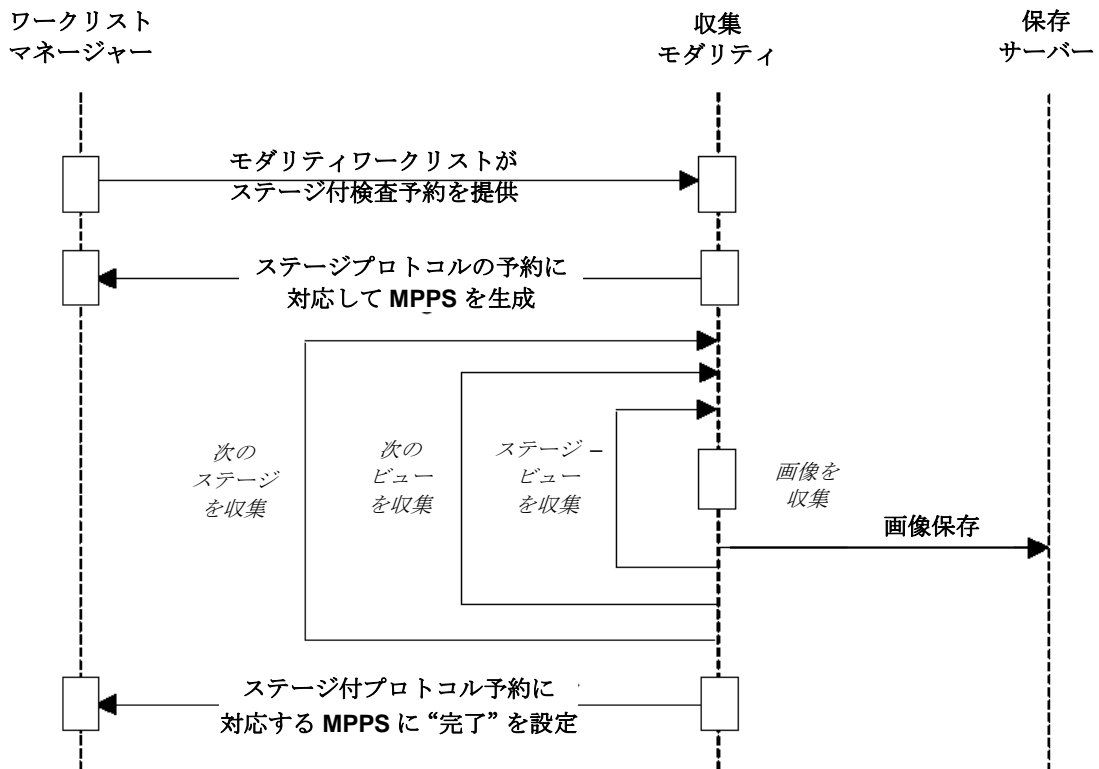 ワークリスト
マネージャー
収集
モダリティ
保存
サーバー
モダリティワークリストが
ステージ付検査予約を提供
ステージプロトコルの予約に
対応して MPPS を生成
次の
ステージ
を収集
次の
ビュー
を収集
ステージ –
ビュー
を収集
画像を
収集
画像保存
ステージ付プロトコル予約に
対応する MPPS に “完了” を設定